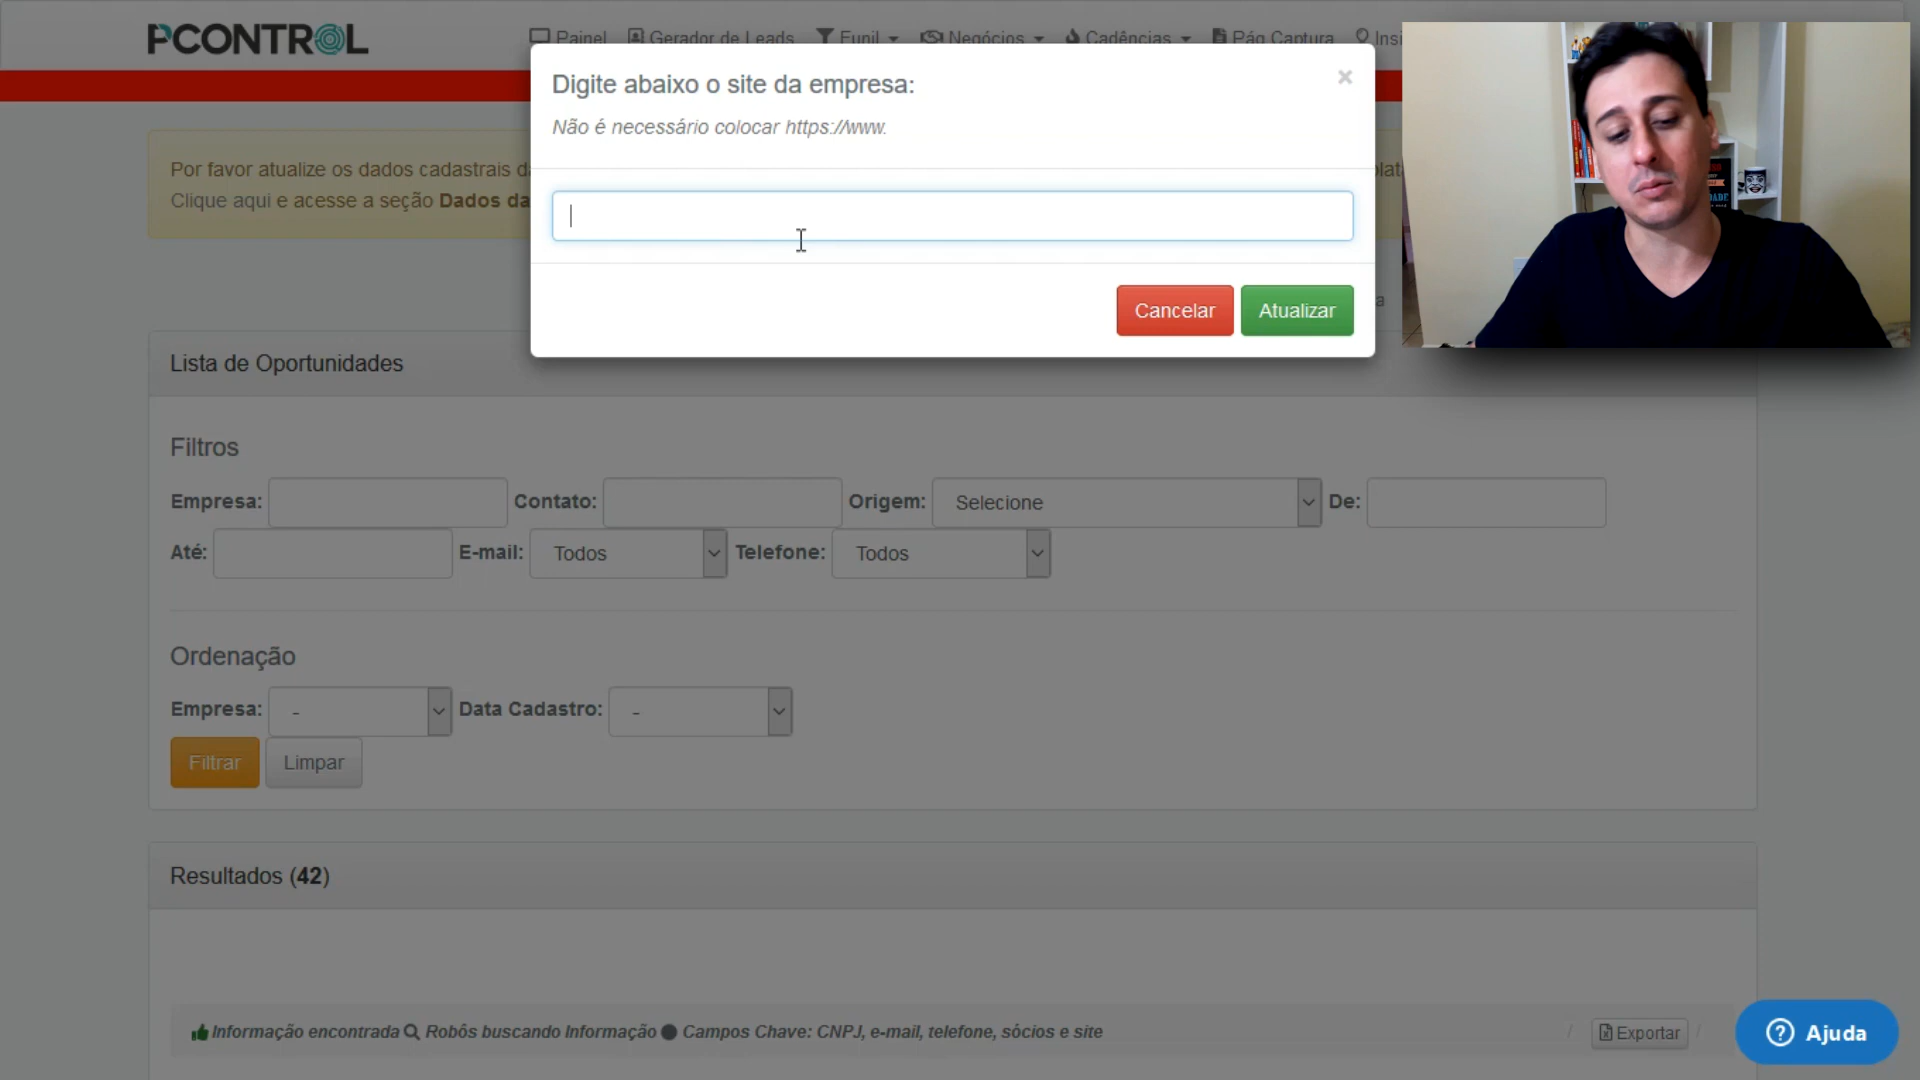 PCONTROL
Painel Gerador de Leads Funil Negócios Cadências Pág Captura Insi
Digite abaixo o site da empresa:
×
Não é necessário colocar https://www.
Por favor atualize os dados cadastrais d
Clique aqui e acesse a seção Dados da
Cancelar Atualizar
Lista de Oportunidades
Filtros
Empresa: Contato: Origem: Selecione De:
Até: E-mail: Todos Telefone: Todos
Ordenação
Empresa: - Data Cadastro: -
Filtrar Limpar
Resultados (42)
Informação encontrada Robôs buscando Informação Campos Chave: CNPJ, e-mail, telefone, sócios e site
/ Exportar /
Ajuda